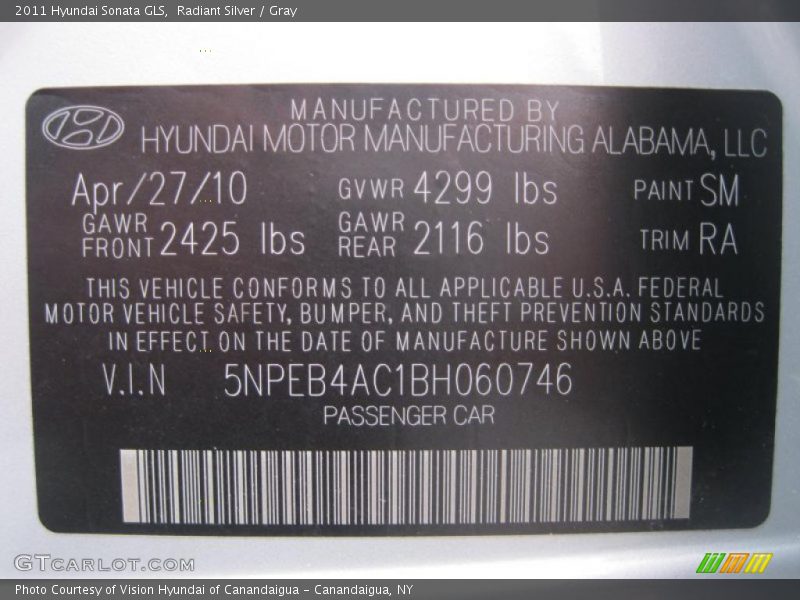 2011 Hyundai Sonata GLS, Radiant Silver / Gray
MANUFACTURED BY
HYUNDAI MOTOR MANUFACTURING ALABAMA, LLC
Apr/27/10 GVWR 4299 lbs PAINT SM
GAWR FRONT 2425 lbs GAWR REAR 2116 lbs TRIM RA
THIS VEHICLE CONFORMS TO ALL APPLICABLE U.S.A. FEDERAL
MOTOR VEHICLE SAFETY, BUMPER, AND THEFT PREVENTION STANDARDS
IN EFFECT ON THE DATE OF MANUFACTURE SHOWN ABOVE
V.I.N 5NPEB4AC1BH060746
PASSENGER CAR
GTCARLOT.COM
Photo Courtesy of Vision Hyundai of Canandaigua - Canandaigua, NY